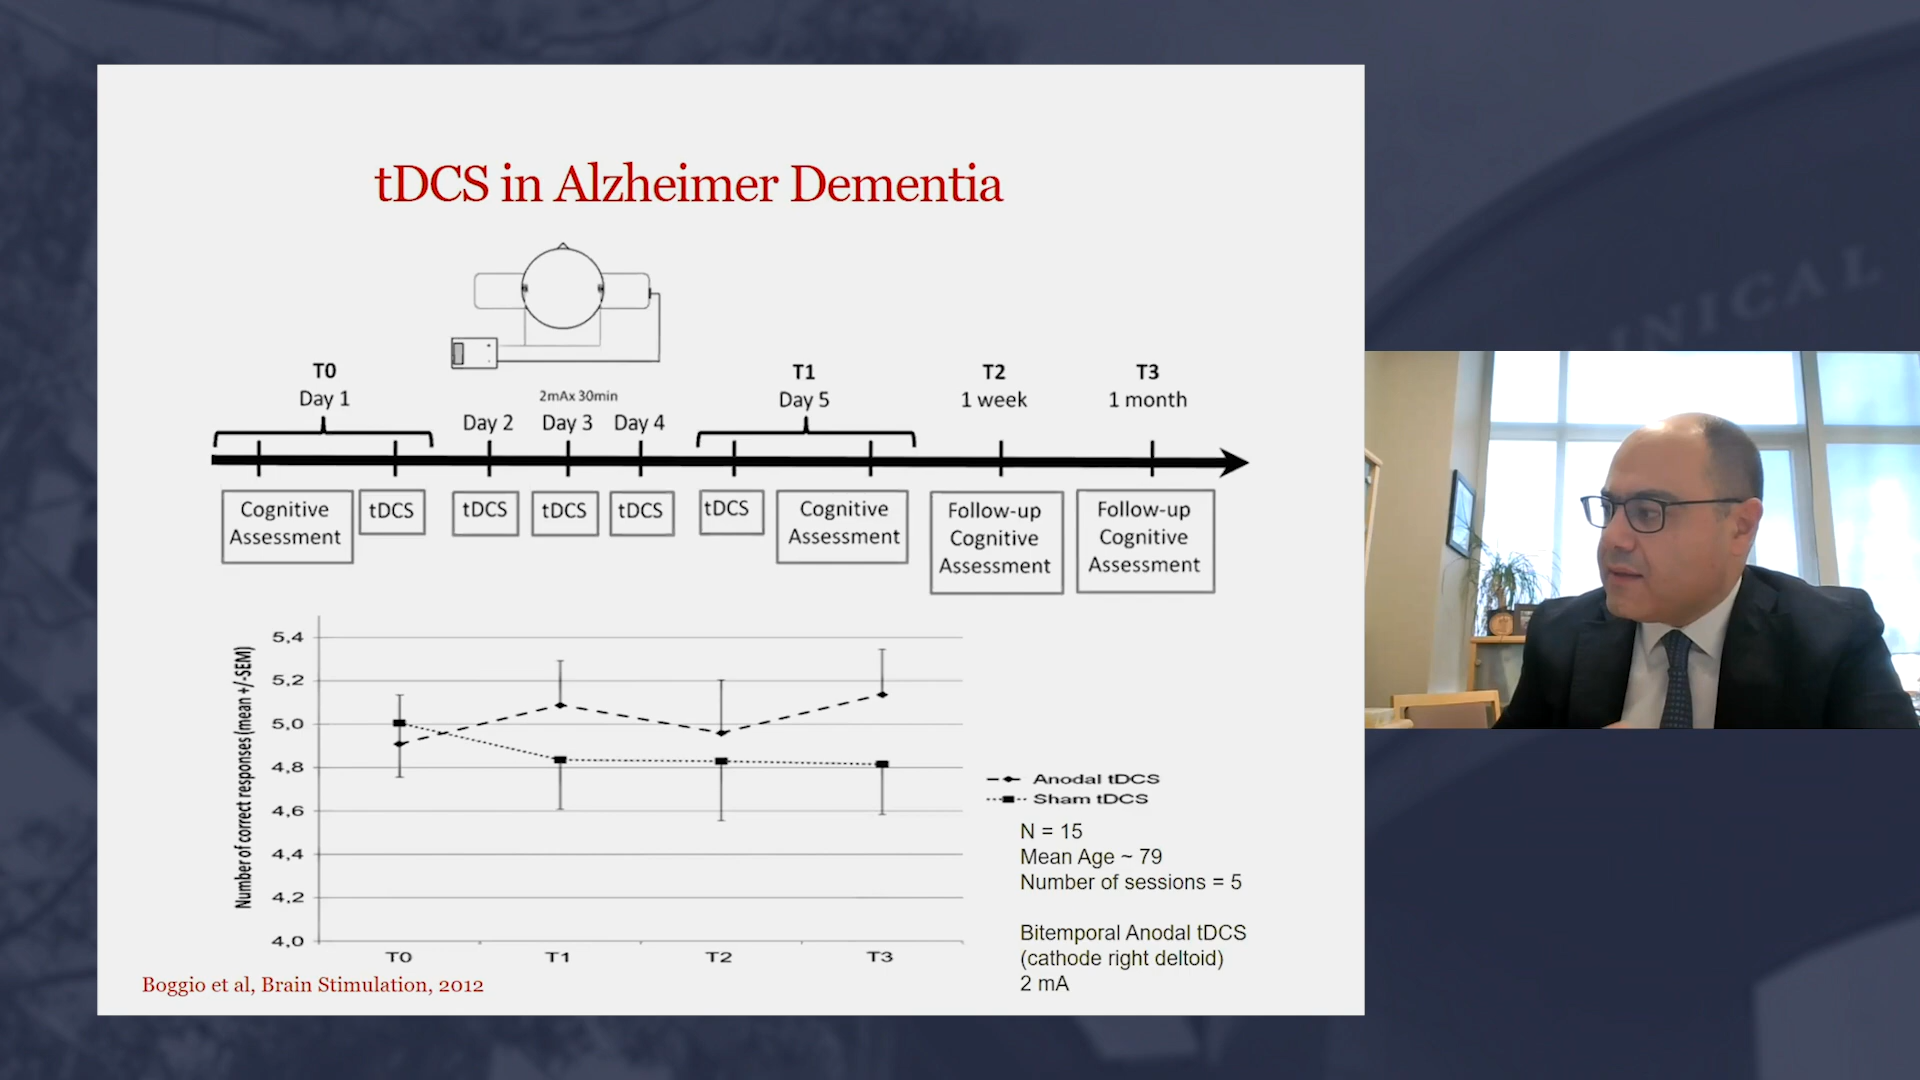 tDCS in Alzheimer Dementia
T0
Day 1
2mAx 30min
Day 2
Day 3
Day 4
T1
Day 5
T2
1 week
T3
1 month
Cognitive
Assessment
tDCS
tDCS
tDCS
tDCS
tDCS
Cognitive
Assessment
Follow-up
Cognitive
Assessment
Follow-up
Cognitive
Assessment
Number of correct responses (mean +/-SEM)
5,4
5,2
5,0
4,8
4,6
4,4
4,2
4,0
T0
T1
T2
T3
Anodal tDCS
Sham tDCS
N = 15
Mean Age ~ 79
Number of sessions = 5
Bitemporal Anodal tDCS
(cathode right deltoid)
2 mA
Boggio et al, Brain Stimulation, 2012